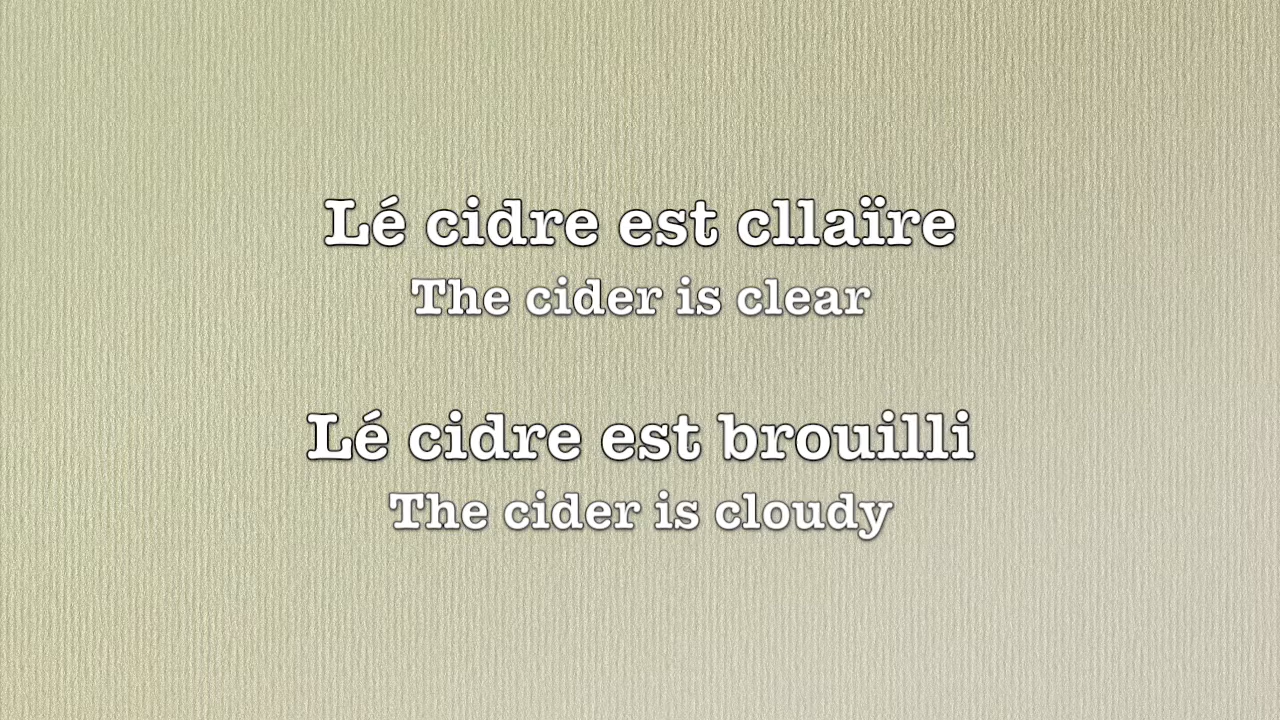 Lé cidre est cllaïre
The cider is clear
Lé cidre est brouilli
The cider is cloudy